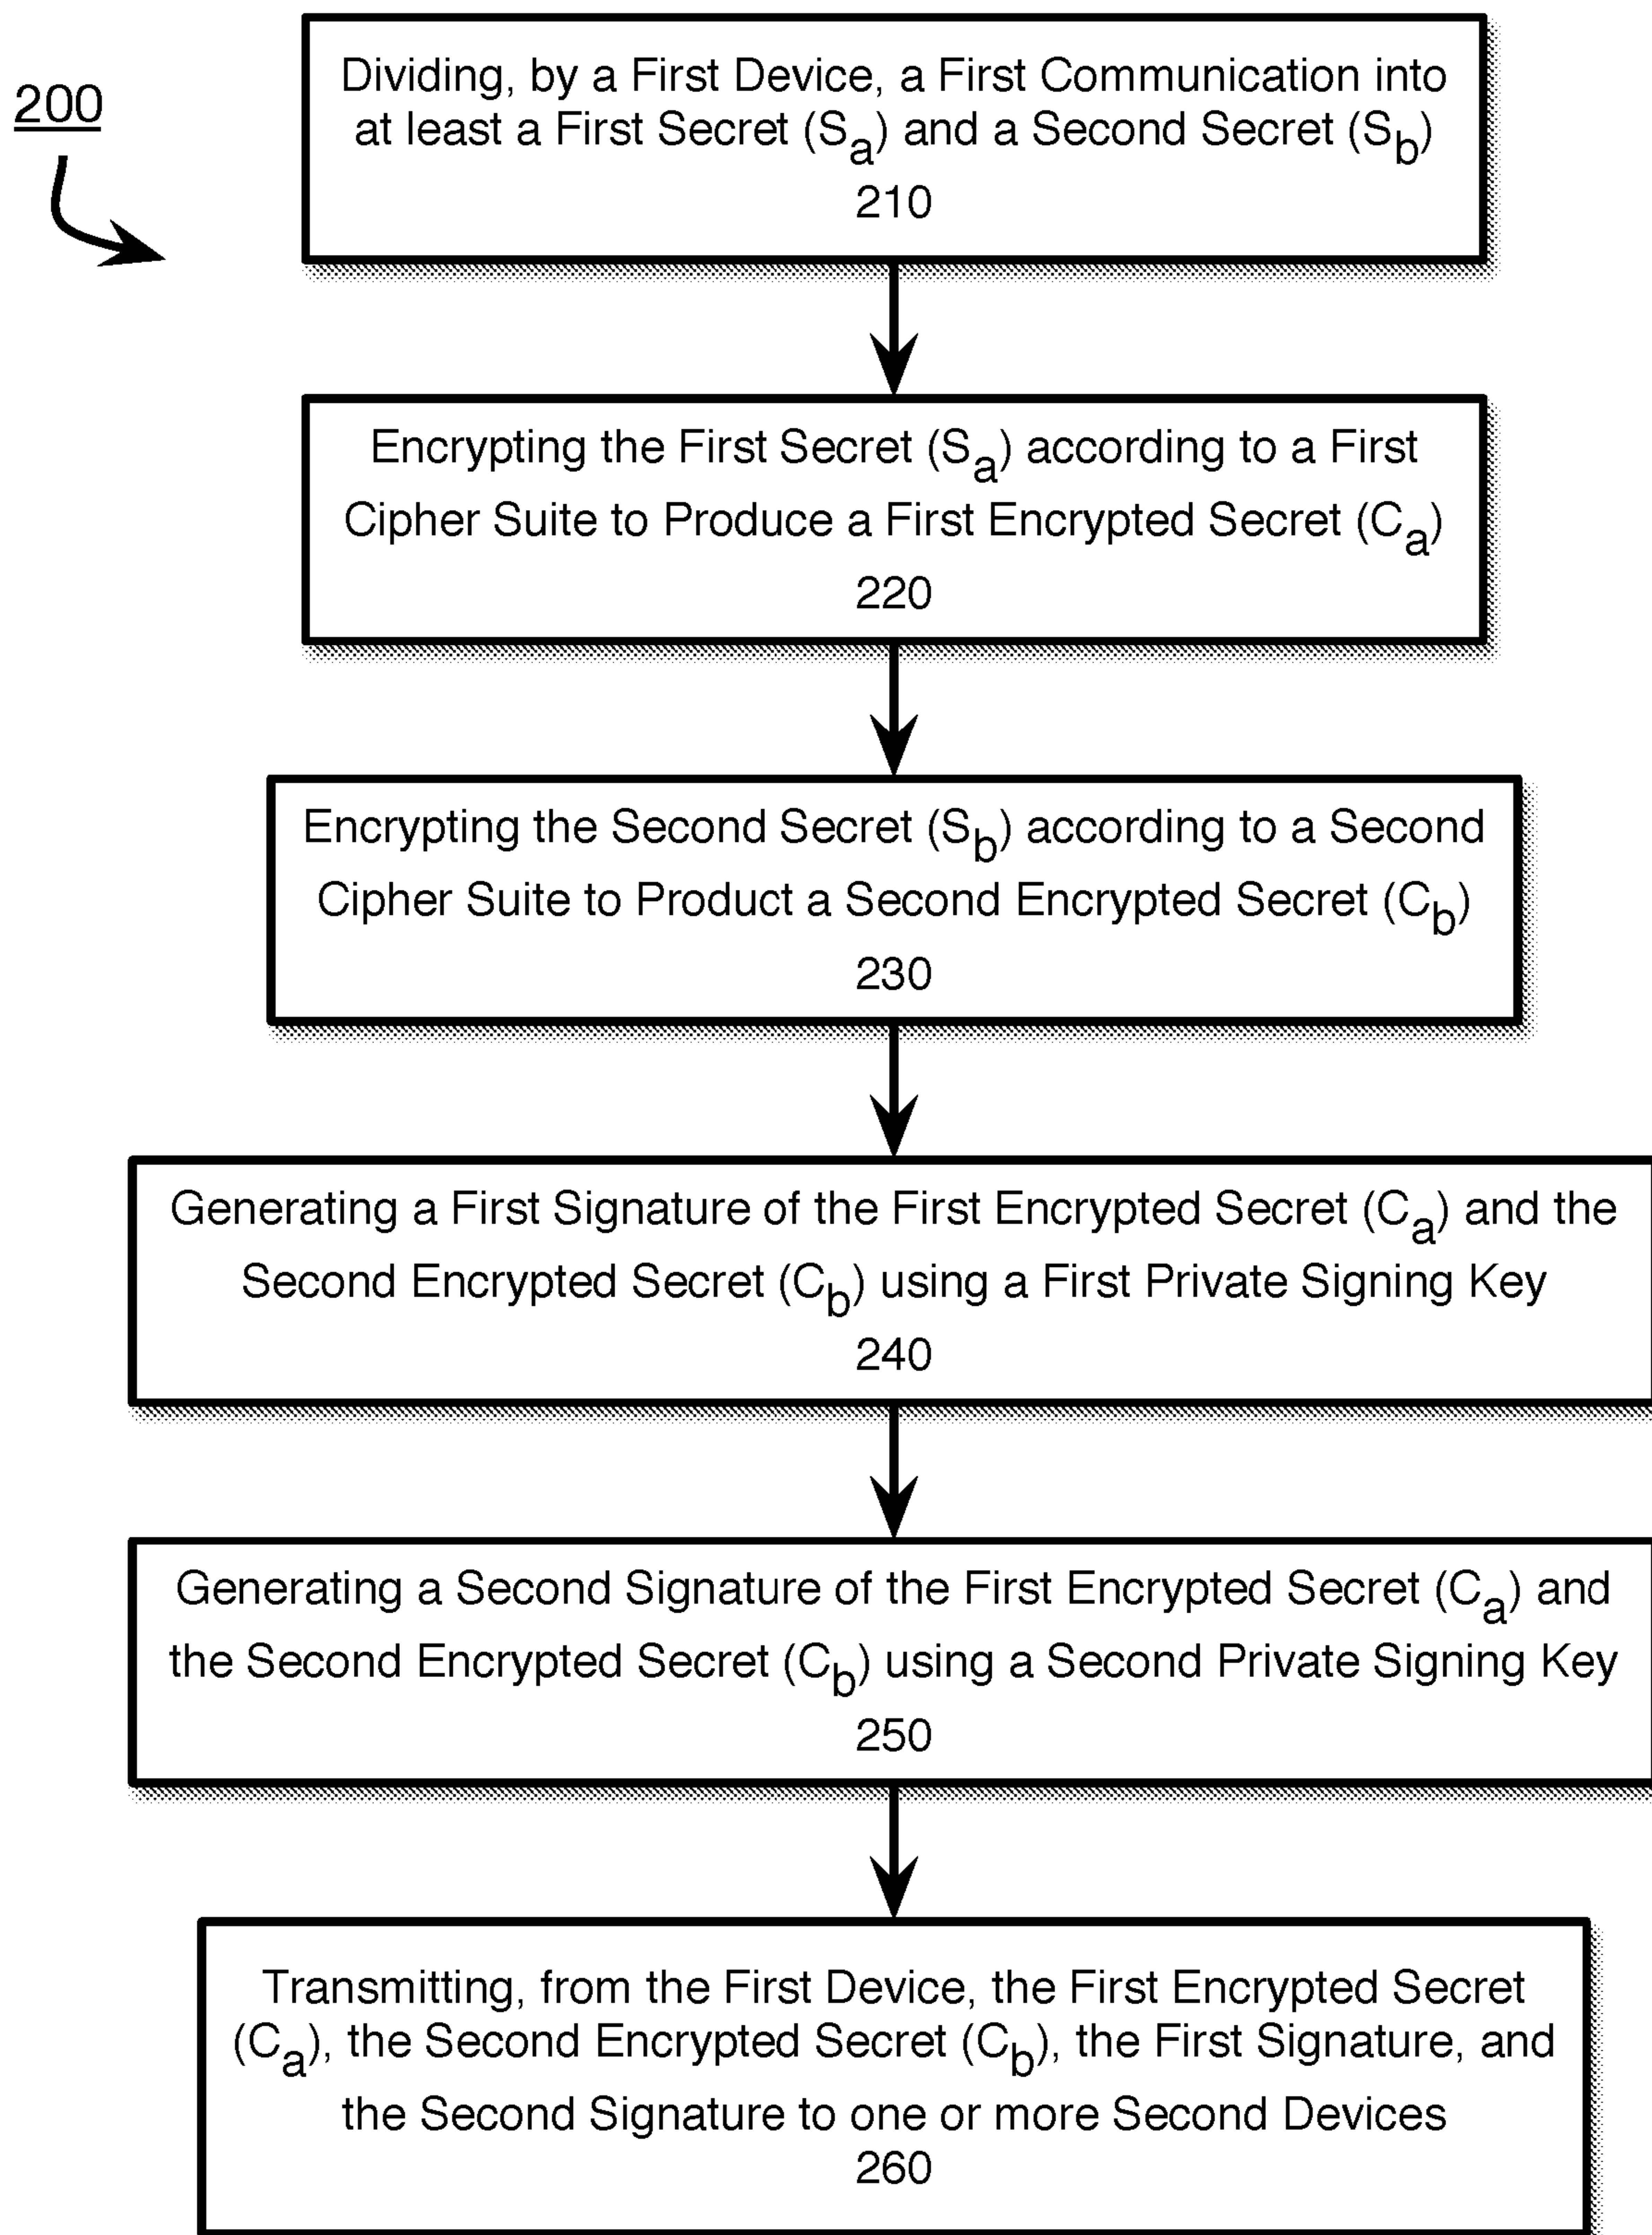 200
Dividing, by a First Device, a First Communication into
at least a First Secret (Sa) and a Second Secret (Sb)
210
Encrypting the First Secret (Sa) according to a First
Cipher Suite to Produce a First Encrypted Secret (Ca)
220
Encrypting the Second Secret (Sb) according to a Second
Cipher Suite to Product a Second Encrypted Secret (Cb)
230
Generating a First Signature of the First Encrypted Secret (Ca) and the
Second Encrypted Secret (Cb) using a First Private Signing Key
240
Generating a Second Signature of the First Encrypted Secret (Ca) and
the Second Encrypted Secret (Cb) using a Second Private Signing Key
250
Transmitting, from the First Device, the First Encrypted Secret
(Ca), the Second Encrypted Secret (Cb), the First Signature, and
the Second Signature to one or more Second Devices
260